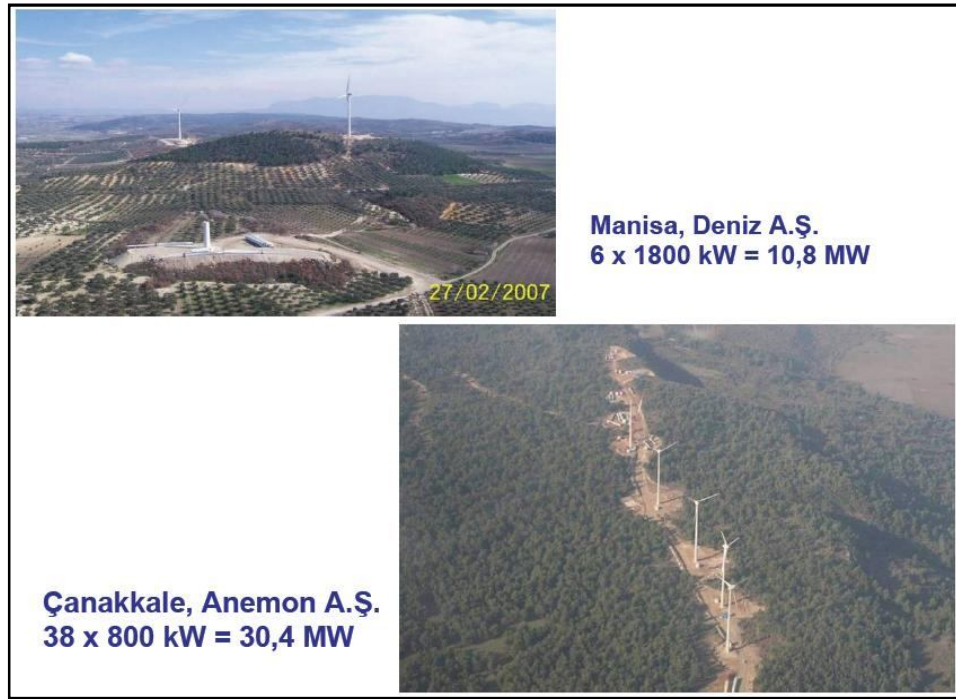 Manisa, Deniz A.Ş.
6 x 1800 kW = 10,8 MW
27/02/2007
Çanakkale, Anemon A.Ş.
38 x 800 kW = 30,4 MW